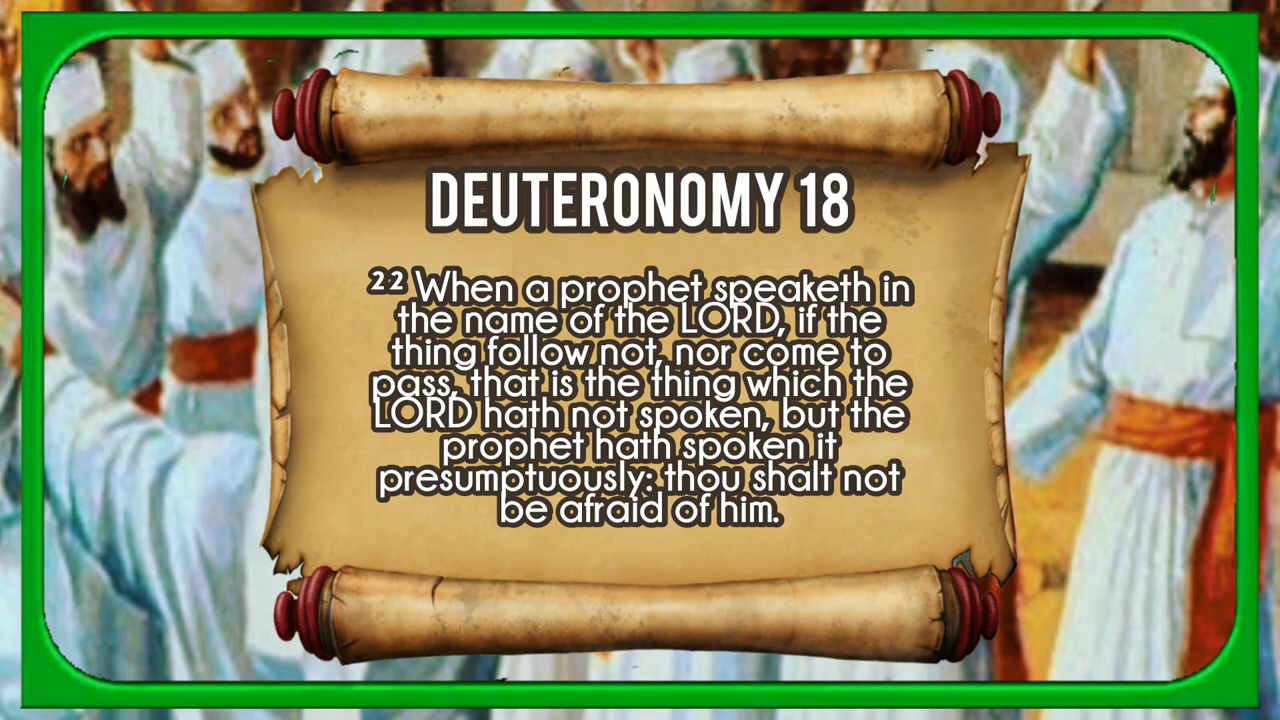 DEUTERONOMY 18
²² When a prophet speaketh in
the name of the LORD, if the
thing follow not, nor come to
pass, that is the thing which the
LORD hath not spoken, but the
prophet hath spoken it
presumptuously: thou shalt not
be afraid of him.